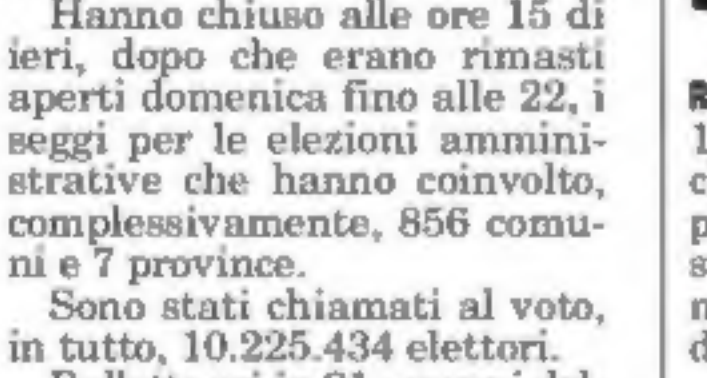 Hanno chiuso alle ore 15 di
ieri, dopo che erano rimasti
aperti domenica fino alle 22, i
seggi per le elezioni ammini-
strative che hanno coinvolto,
complessivamente, 856 comu-
ni e 7 province.
Sono stati chiamati al voto,
in tutto, 10.225.434 elettori.